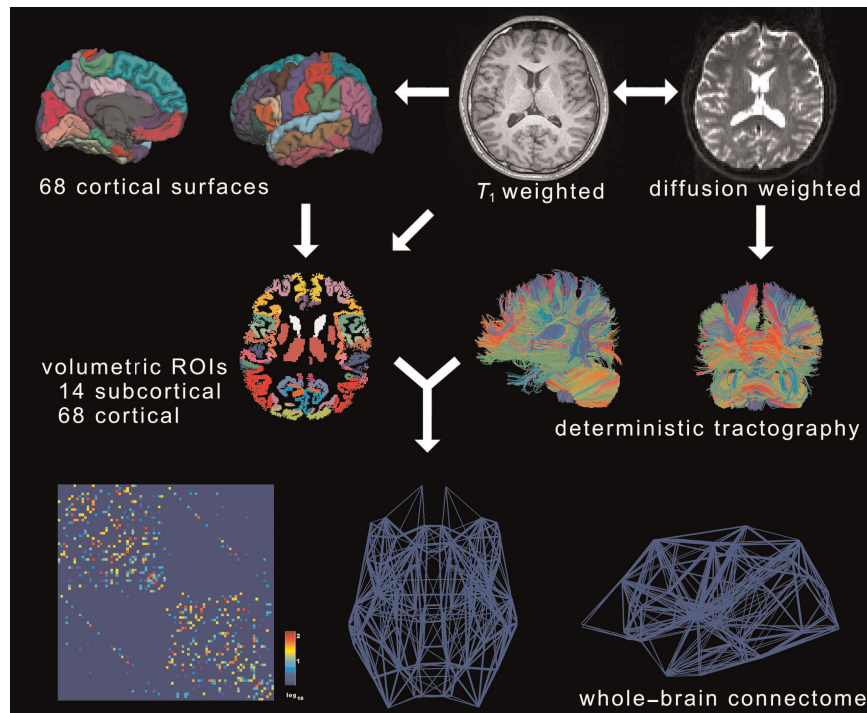 68 cortical surfaces
T1 weighted
diffusion weighted
volumetric ROIs
14 subcortical
68 cortical
deterministic tractography
2
1
log10
whole-brain connectome